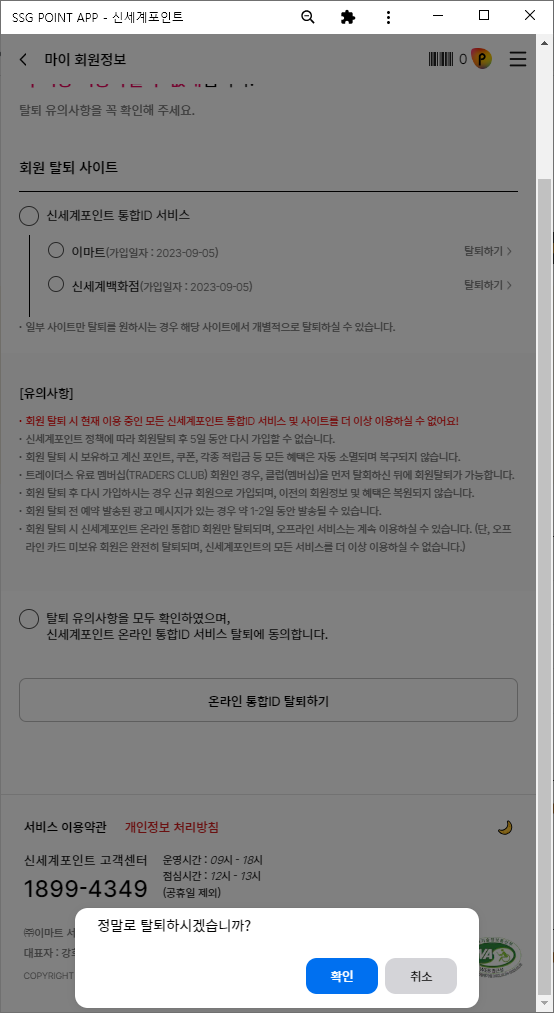 SSG POINT APP - 신세계포인트
마이 회원정보
0
P
탈퇴 유의사항을 꼭 확인해 주세요.
회원 탈퇴 사이트
신세계포인트 통합ID 서비스
이마트(가입일자 : 2023-09-05) 탈퇴하기 >
신세계백화점(가입일자 : 2023-09-05) 탈퇴하기 >
· 일부 사이트만 탈퇴를 원하시는 경우 해당 사이트에서 개별적으로 탈퇴하실 수 있습니다.
[유의사항]
· 회원 탈퇴 시 현재 이용 중인 모든 신세계포인트 통합ID 서비스 및 사이트를 더 이상 이용하실 수 없어요!
· 신세계포인트 정책에 따라 회원탈퇴 후 5일 동안 다시 가입할 수 없습니다.
· 회원 탈퇴 시 보유하고 계신 포인트, 쿠폰, 각종 적립금 등 모든 혜택은 자동 소멸되며 복구되지 않습니다.
· 트레이더스 유료 멤버십(TRADERS CLUB) 회원인 경우, 클럽(멤버십)을 먼저 탈회하신 뒤에 회원탈퇴가 가능합니다.
· 회원 탈퇴 후 다시 가입하시는 경우 신규 회원으로 가입되며, 이전의 회원정보 및 혜택은 복원되지 않습니다.
· 회원 탈퇴 전 예약 발송된 광고 메시지가 있는 경우 약 1-2일 동안 발송될 수 있습니다.
· 회원 탈퇴 시 신세계포인트 온라인 통합ID 회원만 탈퇴되며, 오프라인 서비스는 계속 이용하실 수 있습니다. (단, 오프
라인 카드 미보유 회원은 완전히 탈퇴되며, 신세계포인트의 모든 서비스를 더 이상 이용하실 수 없습니다.)
탈퇴 유의사항을 모두 확인하였으며,
신세계포인트 온라인 통합ID 서비스 탈퇴에 동의합니다.
온라인 통합ID 탈퇴하기
서비스 이용약관 개인정보 처리방침
신세계포인트 고객센터
1899-4349
운영시간 : 09시 - 18시
점심시간 : 12시 - 13시
(공휴일 제외)
㈜이마트
대표자 :
COPYRIGHT
WA
정말로 탈퇴하시겠습니까?
확인
취소